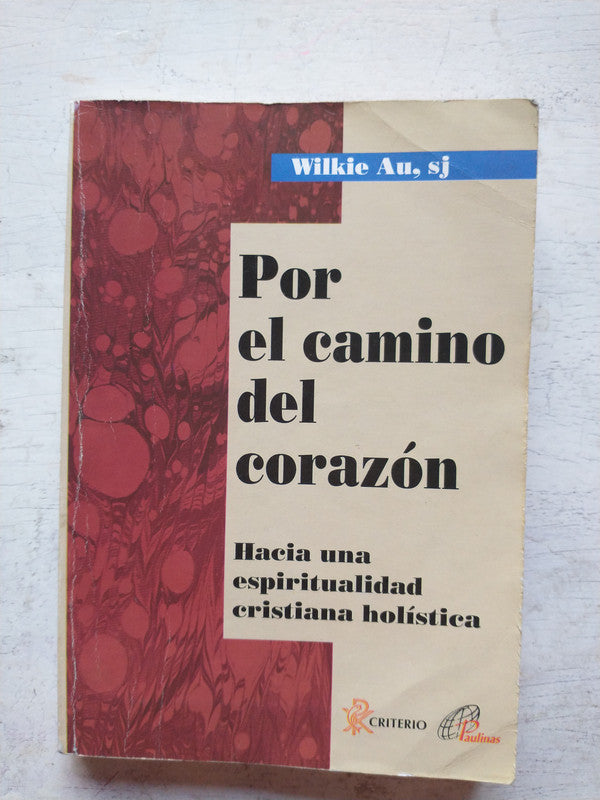 Wilkie Au, sj
Por
el camino
del
corazón
Hacia una
espiritualidad
cristiana holística
CRITERIO
Paulinas